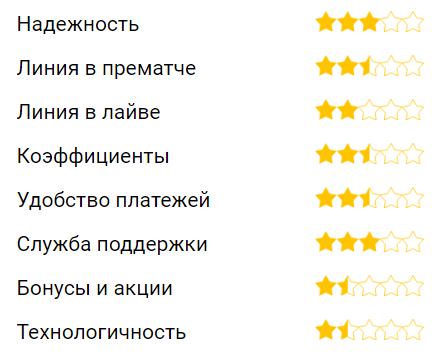 Надежность
Линия в прематче
Линия в лайве
Коэффициенты
Удобство платежей
Служба поддержки
Бонусы и акции
Технологичность